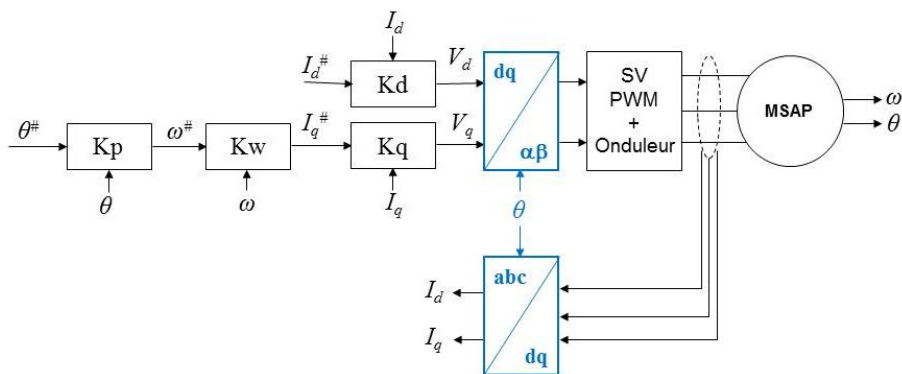 I_d
I_d^#
Kd
V_d
dq
αβ
SV
PWM
+
Onduleur
MSAP
ω
θ
θ^#
Kp
ω^#
Kw
I_q^#
Kq
V_q
θ
ω
I_q
θ
abc
dq
I_d
I_q